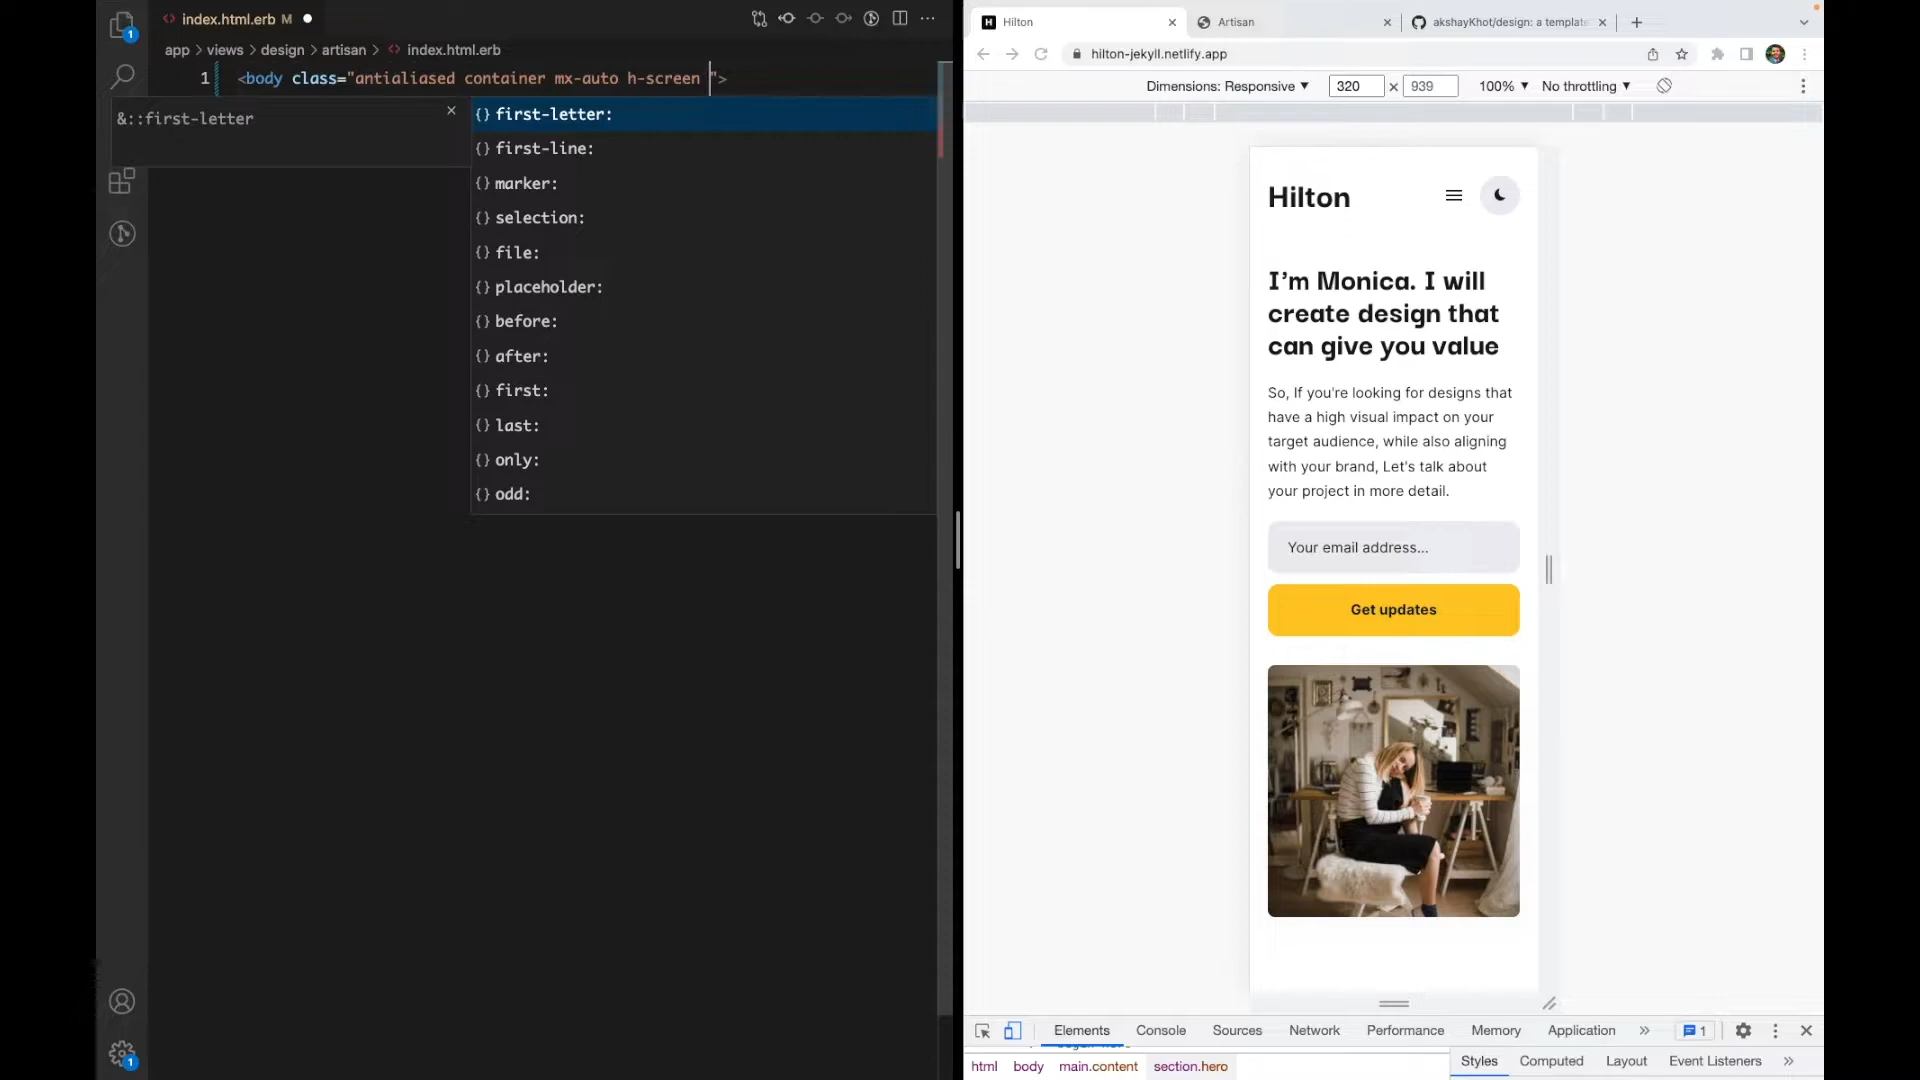 index.html.erb M
app > views > design > artisan > index.html.erb
1 <body class="antialiased container mx-auto h-screen ">
&::first-letter
{} first-letter:
{} first-line:
{} marker:
{} selection:
{} file:
{} placeholder:
{} before:
{} after:
{} first:
{} last:
{} only:
{} odd:
1
1
H Hilton
Artisan
akshayKhot/design: a template
hilton-jekyll.netlify.app
Dimensions: Responsive ▼ 320 × 939 100% ▼ No throttling ▼
Hilton
I'm Monica. I will
create design that
can give you value
So, If you're looking for designs that
have a high visual impact on your
target audience, while also aligning
with your brand, Let's talk about
your project in more detail.
Your email address...
Get updates
Elements Console Sources Network Performance Memory Application » 1
html body main.content section.hero
Styles Computed Layout Event Listeners »